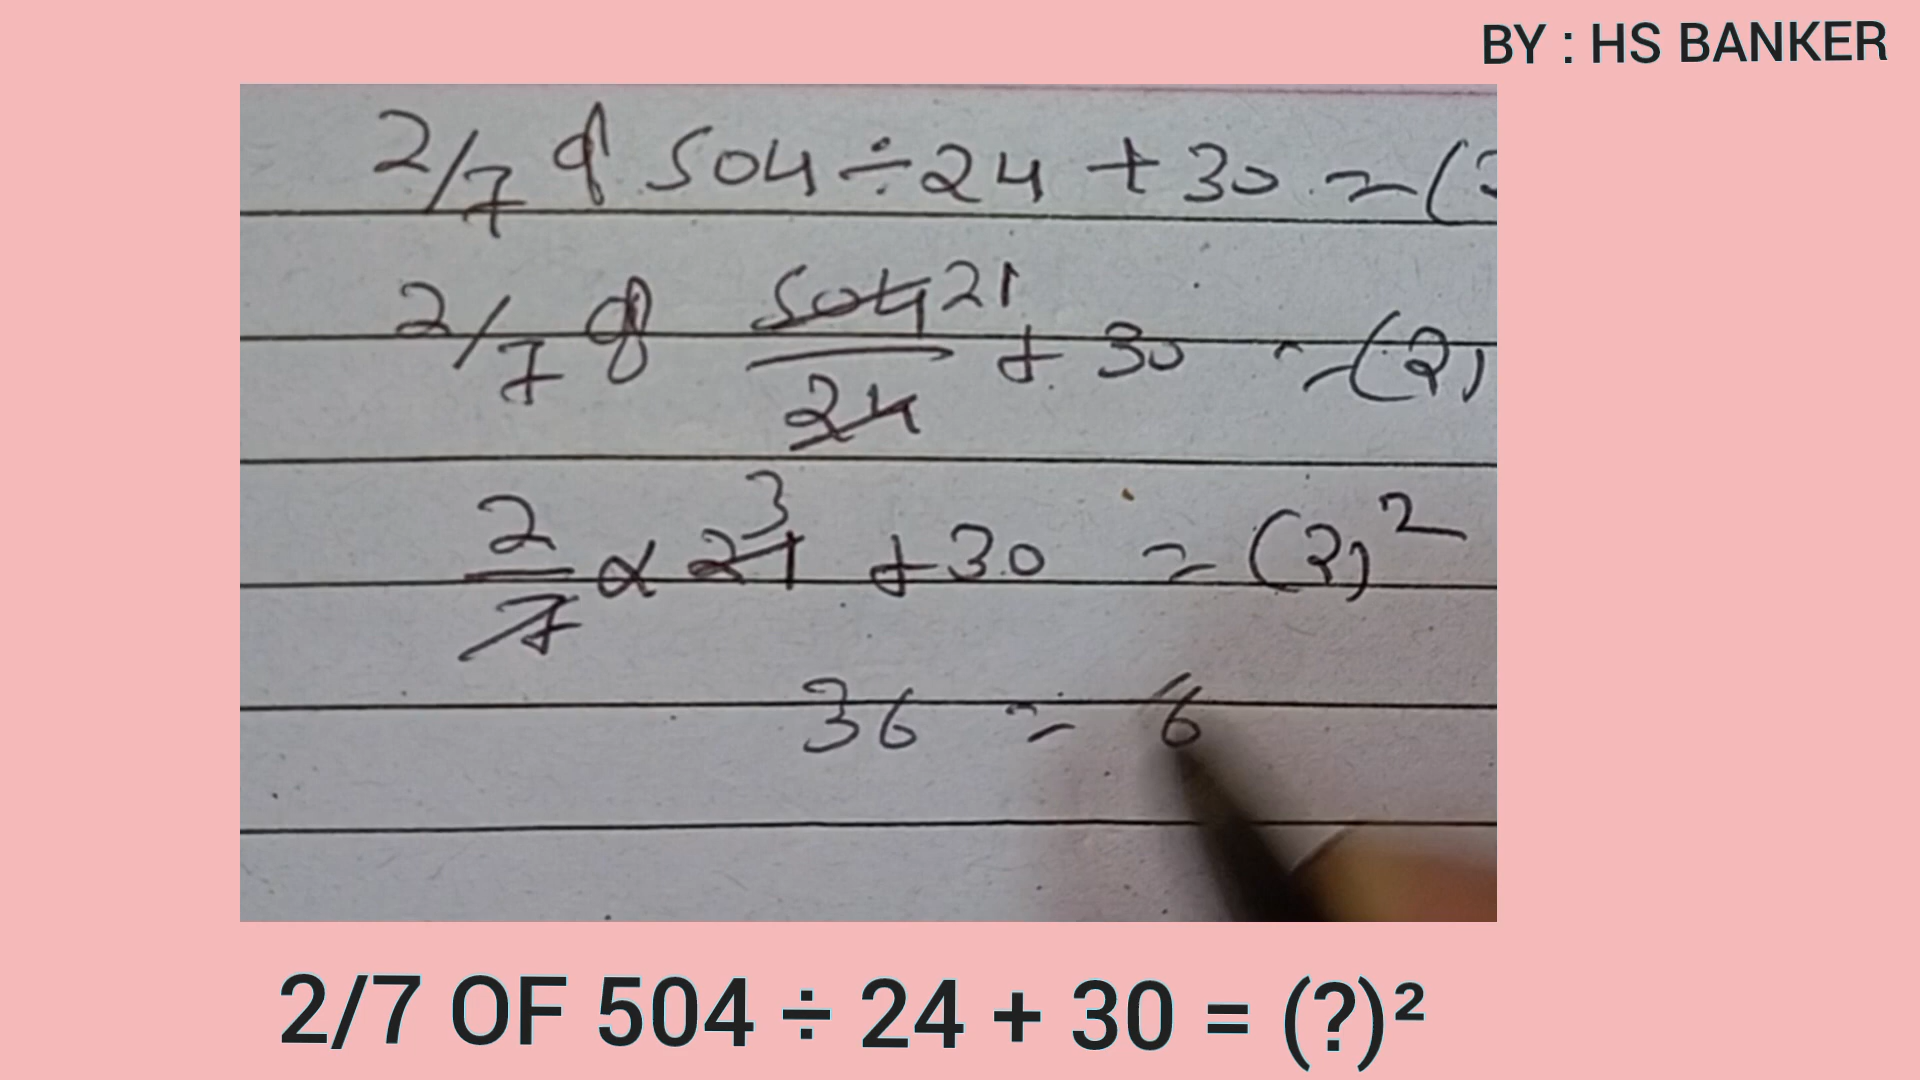 BY : HS BANKER
2/7 of 504 ÷ 24 + 30 = (?
2/7 of 504 21 / 24 + 30 = (?)
2/7 × 21 3 + 30 = (?)²
36 = 6
2/7 OF 504 ÷ 24 + 30 = (?)²